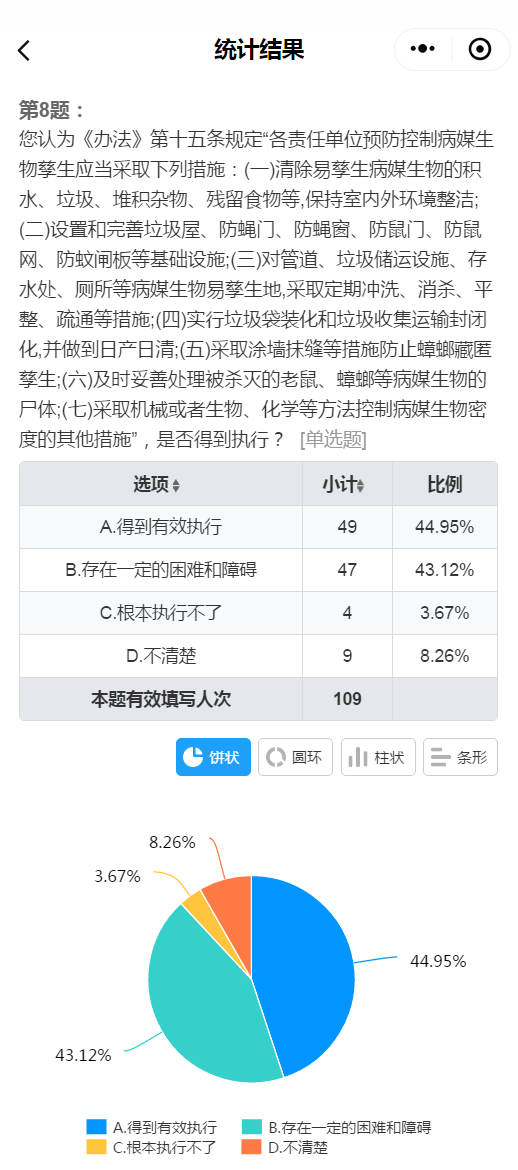 统计结果
第8题：
您认为《办法》第十五条规定“各责任单位预防控制病媒生
物孳生应当采取下列措施：(一)清除易孳生病媒生物的积
水、垃圾、堆积杂物、残留食物等,保持室内外环境整洁;
(二)设置和完善垃圾屋、防蝇门、防蝇窗、防鼠门、防鼠
网、防蚊闸板等基础设施;(三)对管道、垃圾储运设施、存
水处、厕所等病媒生物易孳生地,采取定期冲洗、消杀、平
整、疏通等措施;(四)实行垃圾袋装化和垃圾收集运输封闭
化,并做到日产日清;(五)采取涂墙抹缝等措施防止蟑螂藏匿
孳生;(六)及时妥善处理被杀灭的老鼠、蟑螂等病媒生物的
尸体;(七)采取机械或者生物、化学等方法控制病媒生物密
度的其他措施”，是否得到执行？ [单选题]
选项 小计 比例
A.得到有效执行 49 44.95%
B.存在一定的困难和障碍 47 43.12%
C.根本执行不了 4 3.67%
D.不清楚 9 8.26%
本题有效填写人次 109
饼状 圆环 柱状 条形
8.26%
3.67%
44.95%
43.12%
A.得到有效执行 B.存在一定的困难和障碍
C.根本执行不了 D.不清楚